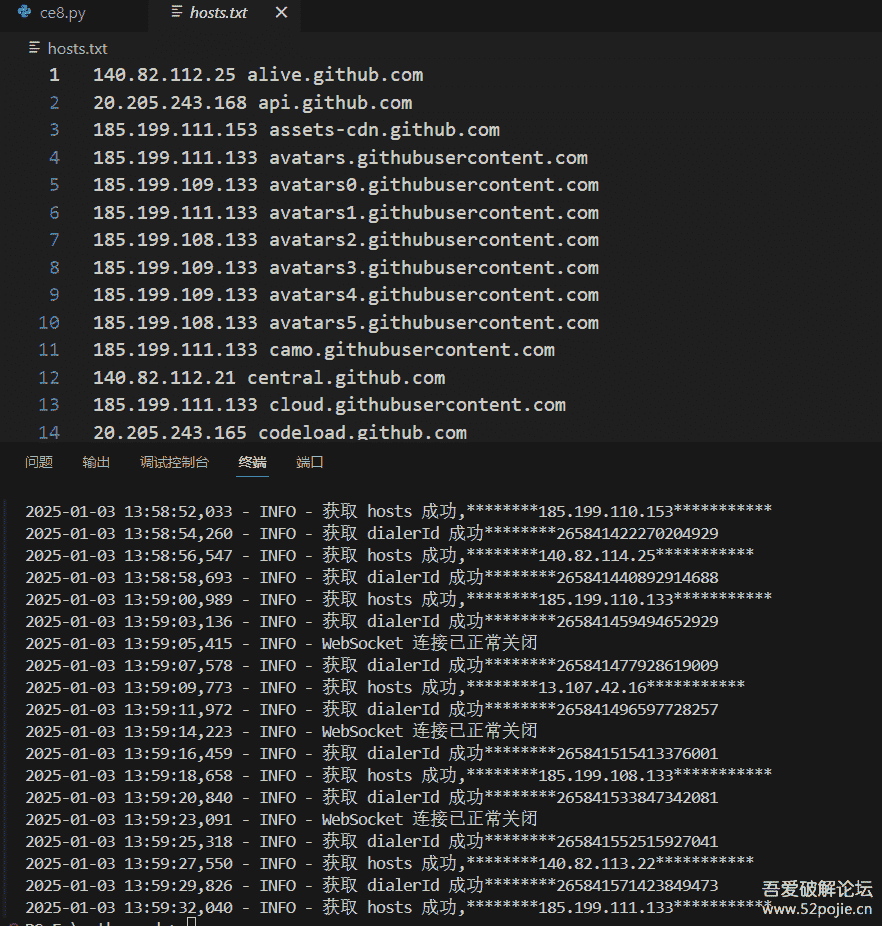 ce8.py hosts.txt ×
hosts.txt
1 140.82.112.25 alive.github.com
2 20.205.243.168 api.github.com
3 185.199.111.153 assets-cdn.github.com
4 185.199.111.133 avatars.githubusercontent.com
5 185.199.109.133 avatars0.githubusercontent.com
6 185.199.111.133 avatars1.githubusercontent.com
7 185.199.108.133 avatars2.githubusercontent.com
8 185.199.109.133 avatars3.githubusercontent.com
9 185.199.109.133 avatars4.githubusercontent.com
10 185.199.108.133 avatars5.githubusercontent.com
11 185.199.111.133 camo.githubusercontent.com
12 140.82.112.21 central.github.com
13 185.199.111.133 cloud.githubusercontent.com
14 20.205.243.165 codeload.github.com
问题 输出 调试控制台 终端 端口
2025-01-03 13:58:52,033 - INFO - 获取 hosts 成功,********185.199.110.153***********
2025-01-03 13:58:54,260 - INFO - 获取 dialerId 成功********265841422270204929
2025-01-03 13:58:56,547 - INFO - 获取 hosts 成功,********140.82.114.25***********
2025-01-03 13:58:58,693 - INFO - 获取 dialerId 成功********265841440892914688
2025-01-03 13:59:00,989 - INFO - 获取 hosts 成功,********185.199.110.133***********
2025-01-03 13:59:03,136 - INFO - 获取 dialerId 成功********265841459494652929
2025-01-03 13:59:05,415 - INFO - WebSocket 连接已正常关闭
2025-01-03 13:59:07,578 - INFO - 获取 dialerId 成功********265841477928619009
2025-01-03 13:59:09,773 - INFO - 获取 hosts 成功,********13.107.42.16***********
2025-01-03 13:59:11,972 - INFO - 获取 dialerId 成功********265841496597728257
2025-01-03 13:59:14,223 - INFO - WebSocket 连接已正常关闭
2025-01-03 13:59:16,459 - INFO - 获取 dialerId 成功********265841515413376001
2025-01-03 13:59:18,658 - INFO - 获取 hosts 成功,********185.199.108.133***********
2025-01-03 13:59:20,840 - INFO - 获取 dialerId 成功********265841533847342081
2025-01-03 13:59:23,091 - INFO - WebSocket 连接已正常关闭
2025-01-03 13:59:25,318 - INFO - 获取 dialerId 成功********265841552515927041
2025-01-03 13:59:27,550 - INFO - 获取 hosts 成功,********140.82.113.22***********
2025-01-03 13:59:29,826 - INFO - 获取 dialerId 成功********265841571423849473
2025-01-03 13:59:32,040 - INFO - 获取 hosts 成功,********185.199.111.133***********
吾爱破解论坛
www.52pojie.cn